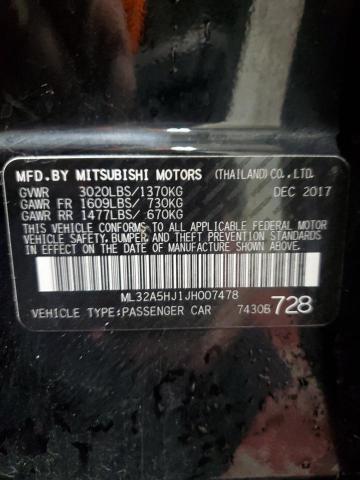 MFD.BY MITSUBISHI MOTORS (THAILAND)CO.,LTD.
GVWR 3020LBS/1370KG DEC 2017
GAWR FR 1609LBS/ 730KG
GAWR RR 1477LBS/ 670KG
THIS VEHICLE CONFORMS TO ALL APPLICABLE FEDERAL MOTOR
VEHICLE SAFETY, BUMPER, AND THEFT PREVENTION STANDARDS
IN EFFECT ON THE DATE OF MANUFACTURE SHOWN ABOVE.
ML32A5HJ1JH007478
VEHICLE TYPE:PASSENGER CAR 7430B 728